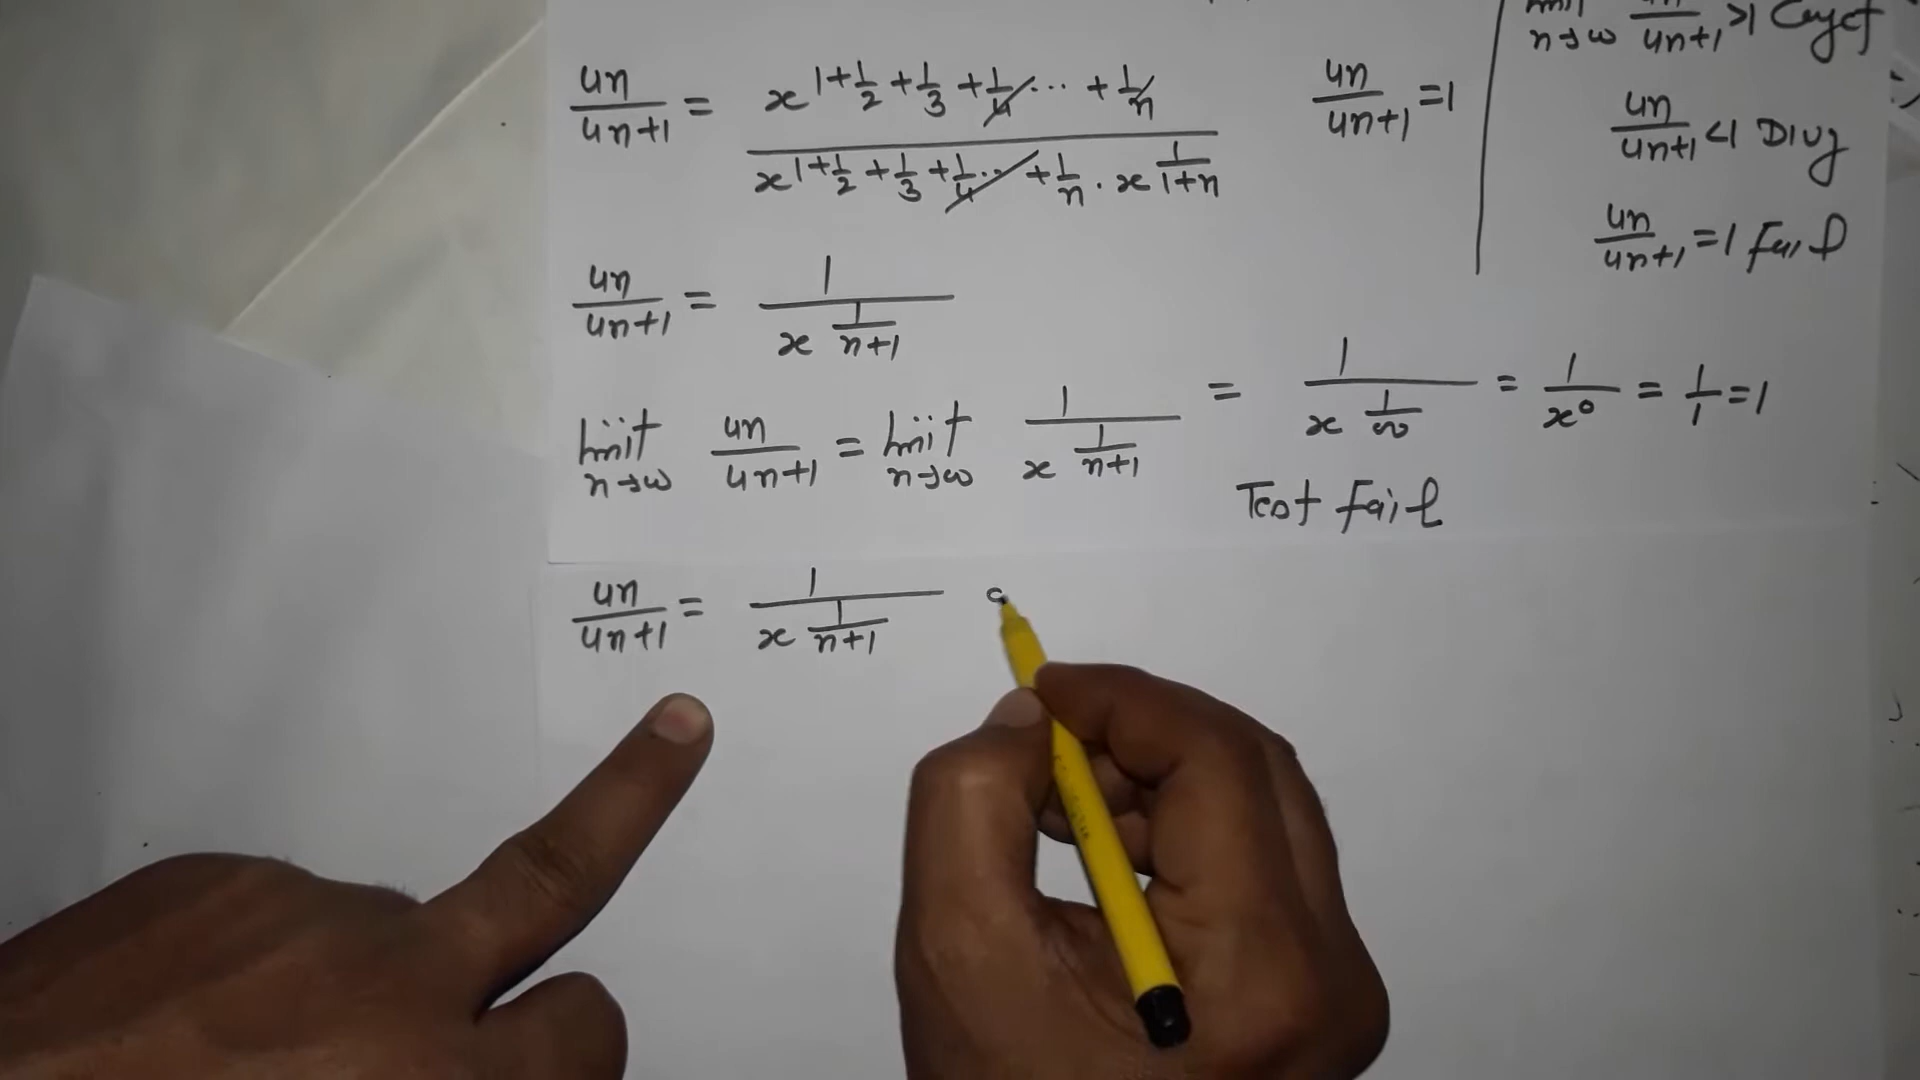 limit n→∞ un/un+1 >1 Cvgt
un/un+1 = x^1+1/2+1/3+1/4...+1/n / x^1+1/2+1/3+1/4...+1/n . x^1/1+n
un/un+1 =1
un/un+1 <1 Divg
un/un+1 =1 Fail
un/un+1 = 1/x^1/n+1
limit n→∞ un/un+1 = limit n→∞ 1/x^1/n+1 = 1/x^1/∞ = 1/x^0 = 1/1 =1
Test Fail
un/un+1 = 1/x^1/n+1